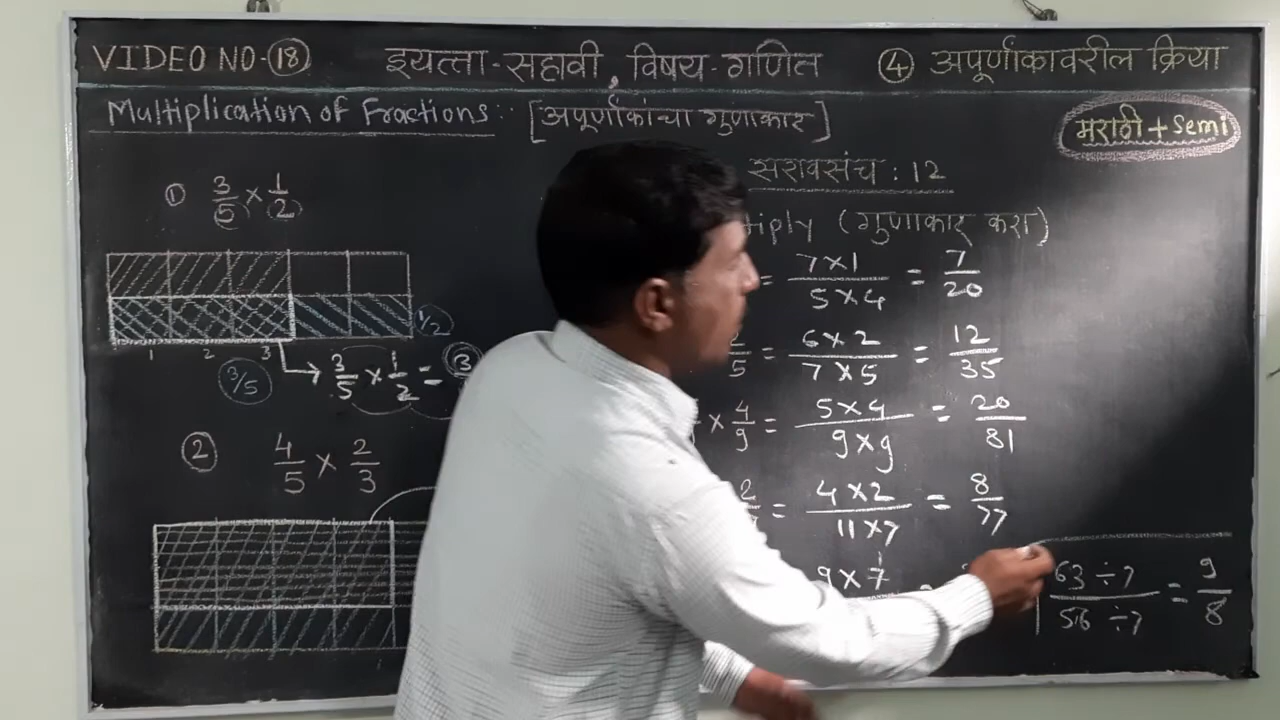 VIDEO NO-18 इयत्ता-सहावी, विषय-गणित ④ अपूर्णांकावरील क्रिया
Multiplication of Fractions: [अपूर्णांकांचा गुणाकार]
मराठी + Semi
① 3/5 × 1/2
1/2
1 2 3
3/5
3/5 × 1/2 = 3
② 4/5 × 2/3
सरावसंच : 12
tiply (गुणाकार करा)
= 7×1/5×4 = 7/20
2/5 = 6×2/7×5 = 12/35
× 4/9 = 5×4/9×9 = 20/81
2 = 4×2/11×7 = 8/77
9×7
63÷7/56÷7 = 9/8